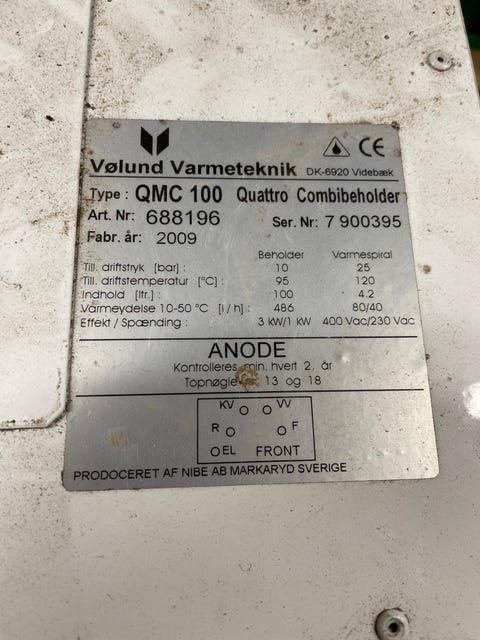 Vølund Varmeteknik DK-6920 Videbæk
CE
Type : QMC 100 Quattro Combibeholder
Art. Nr: 688196 Ser. Nr: 7 900395
Fabr. år: 2009
Beholder Varmespiral
Till. driftstryk [bar] : 10 25
Till. driftstemperatur [°C] : 95 120
Indhold [ltr.] : 100 4.2
Varmeydelse 10-50 °C [l / h] : 486 80/40
Effekt / Spænding : 3 kW/1 kW 400 Vac/230 Vac
ANODE
Kontrolleres min. hvert 2. år
Topnøgle 13 og 18
KV VV
R F
EL FRONT
PRODOCERET AF NIBE AB MARKARYD SVERIGE